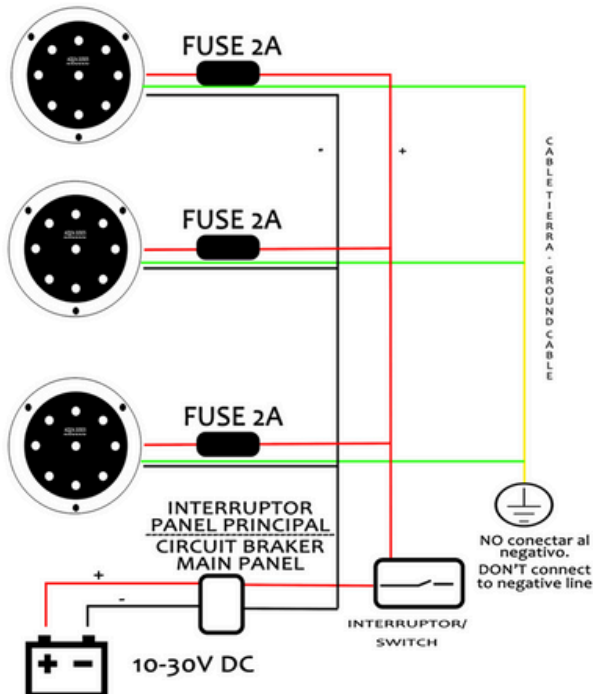 FUSE 2A
-
+
CABLE TIERRA - GROUND CABLE
FUSE 2A
FUSE 2A
INTERRUPTOR
PANEL PRINCIPAL
CIRCUIT BRAKER
MAIN PANEL
NO conectar al
negativo.
DON'T connect
to negative line
+
-
INTERRUPTOR/
SWITCH
+ -
10-30V DC